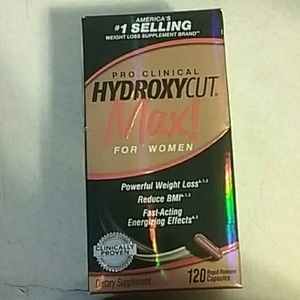 AMERICA'S
#1 SELLING
WEIGHT LOSS SUPPLEMENT BRAND
PRO CLINICAL
HYDROXYCUT
Max!
FOR WOMEN
Powerful Weight Loss
Reduce BMI
Fast-Acting
Energizing Effects
CLINICALLY
PROVEN
Dietary Supplement
120 Rapid Release
Capsules